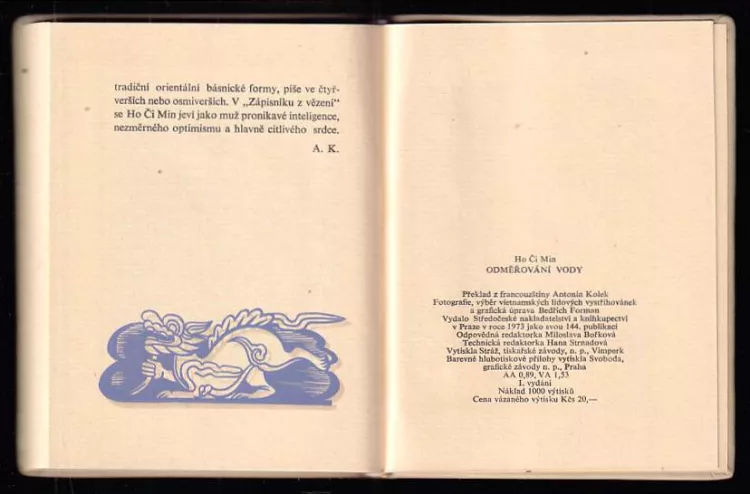 tradiční orientální básnické formy, píše ve čtyř-
verších nebo osmiverších. V „Zápisníku z vězení“
se Ho Či Min jeví jako muž pronikavé inteligence,
nezměrného optimismu a hlavně citlivého srdce.
A. K.
Ho Či Min
ODMĚŘOVÁNÍ VODY
Překlad z francouzštiny Antonín Kolek
Fotografie, výběr vietnamských lidových vystřihovánek
a grafická úprava Bedřich Forman
Vydalo Středočeské nakladatelství a knihkupectví
v Praze v roce 1973 jako svou 144. publikaci
Odpovědná redaktorka Miloslava Bořková
Technická redaktorka Hana Strnadová
Vytiskla Stráž, tiskařské závody, n. p., Vimperk
Barevné hlubotiskové přílohy vytiskla Svoboda,
grafické závody n. p., Praha
AA 0,89, VA 1,53
I. vydání
Náklad 1000 výtisků
Cena vázaného výtisku Kčs 20,—